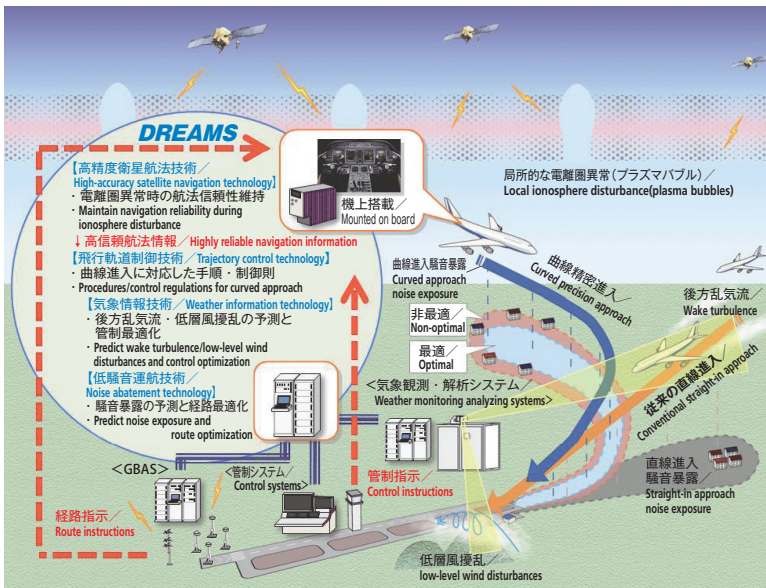 DREAMS
【高精度衛星航法技術／
High-accuracy satellite navigation technology】
・電離圏異常時の航法信頼性維持
・Maintain navigation reliability during
ionosphere disturbance
↓高信頼航法情報／Highly reliable navigation information
【飛行軌道制御技術／Trajectory control technology】
・曲線進入に対応した手順・制御則
・Procedures/control regulations for curved approach
【気象情報技術／Weather information technology】
・後方乱気流・低層風擾乱の予測と
管制最適化
・Predict wake turbulence/low-level wind
disturbances and control optimization
【低騒音運航技術／
Noise abatement technology】
・騒音暴露の予測と経路最適化
・Predict noise exposure and
route optimization
機上搭載／
Mounted on board
局所的な電離圏異常(プラズマバブル)／
Local ionosphere disturbance(plasma bubbles)
曲線進入騒音暴露／
Curved approach
noise exposure
曲線精密進入／
Curved precision approach
後方乱気流／
Wake turbulence
非最適／
Non-optimal
最適／
Optimal
従来の直線進入／
Conventional straight-in approach
<気象観測・解析システム／
Weather monitoring analyzing systems>
直線進入
騒音暴露／
Straight-in approach
noise exposure
<GBAS>
<管制システム／
Control systems>
管制指示／
Control instructions
経路指示／
Route instructions
低層風擾乱／
low-level wind disturbances